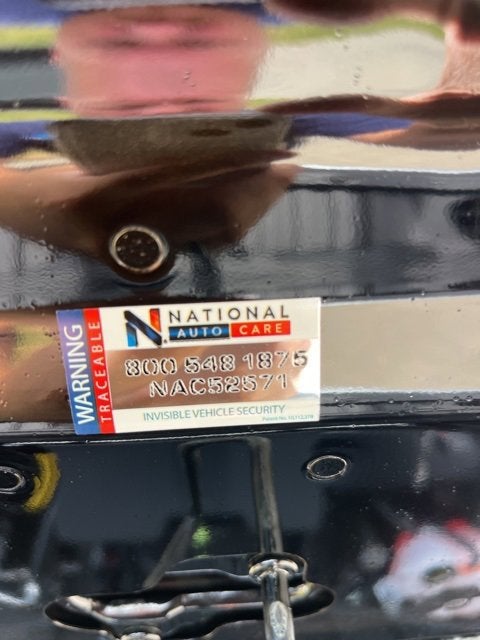 WARNING
TRACEABLE
N. NATIONAL
AUTO CARE
800 548 1875
NAC52571
INVISIBLE VEHICLE SECURITY